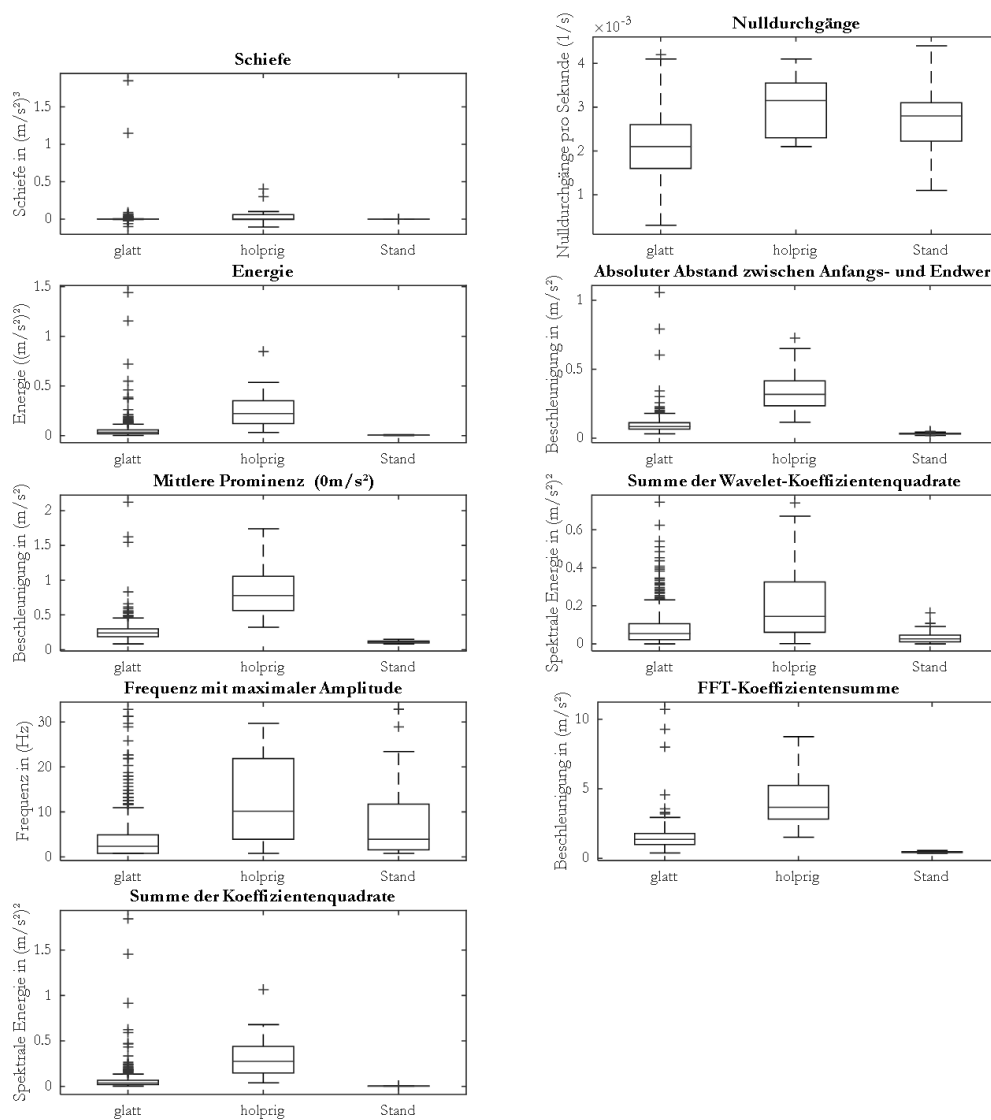 Schiefe
Schiefe in (m/s²)³
1.5
1
0.5
0
glatt
holprig
Stand
Nulldurchgänge
×10⁻³
Nulldurchgänge pro Sekunde (1/s)
4
3
2
1
glatt
holprig
Stand
Energie
Energie ((m/s²)²)
1.5
1
0.5
0
glatt
holprig
Stand
Absoluter Abstand zwischen Anfangs- und Endwer
Beschleunigung in (m/s²)
1
0.5
0
glatt
holprig
Stand
Mittlere Prominenz (0m/s²)
Beschleunigung in (m/s²)
2
1.5
1
0.5
0
glatt
holprig
Stand
Summe der Wavelet-Koeffizientenquadrate
Spektrale Energie in (m/s²)²
0.6
0.4
0.2
0
glatt
holprig
Stand
Frequenz mit maximaler Amplitude
Frequenz in (Hz)
30
20
10
0
glatt
holprig
Stand
FFT-Koeffizientensumme
Beschleunigung in (m/s²)
10
5
0
glatt
holprig
Stand
Summe der Koeffizientenquadrate
Spektrale Energie in (m/s²)²
1.5
1
0.5
0
glatt
holprig
Stand